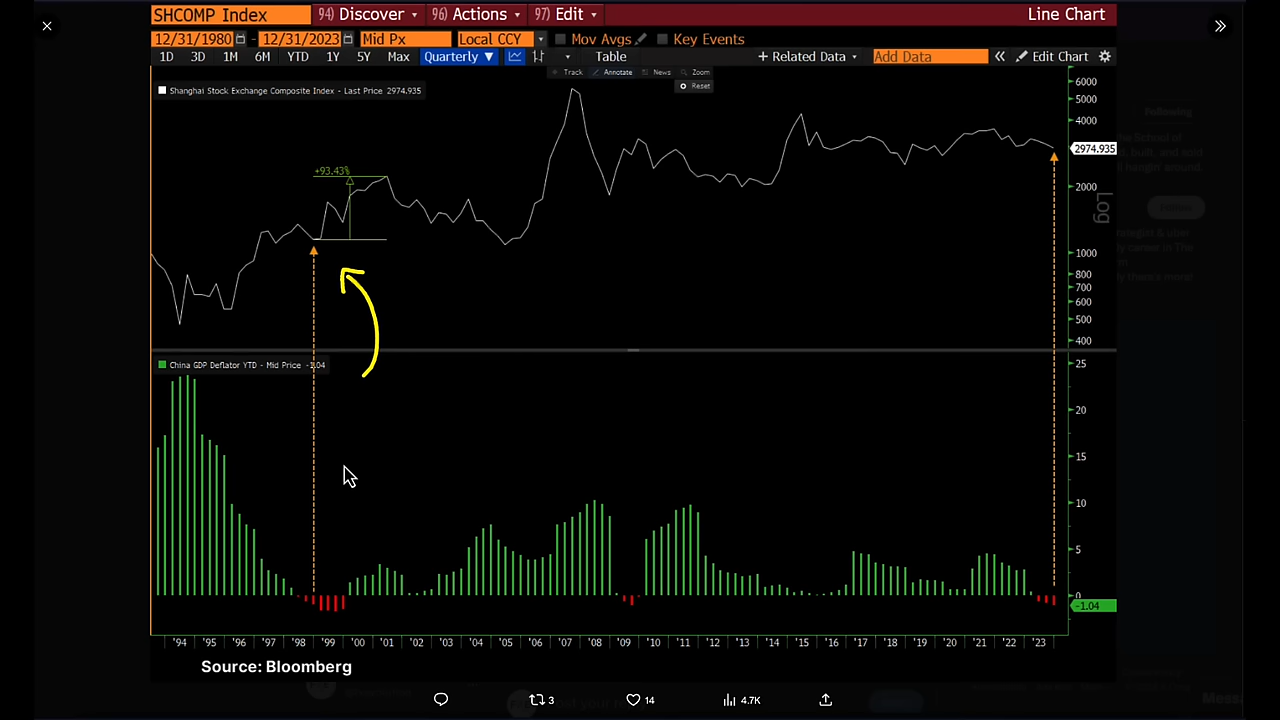 SHCOMP Index 94) Discover 96) Actions 97) Edit Line Chart
12/31/1980 - 12/31/2023 Mid Px Local CCY Mov Avgs Key Events
1D 3D 1M 6M YTD 1Y 5Y Max Quarterly ▼ Table + Related Data Add Data « Edit Chart
Track Annotate News Zoom
Reset
Shanghai Stock Exchange Composite Index - Last Price 2974.935
6000
5000
4000
2974.935
+93.43%
2000
Log
1000
800
700
600
500
400
China GDP Deflator YTD - Mid Price -1.04
25
20
15
10
5
0
-1.04
'94 '95 '96 '97 '98 '99 '00 '01 '02 '03 '04 '05 '06 '07 '08 '09 '10 '11 '12 '13 '14 '15 '16 '17 '18 '19 '20 '21 '22 '23
Source: Bloomberg
3 14 4.7K